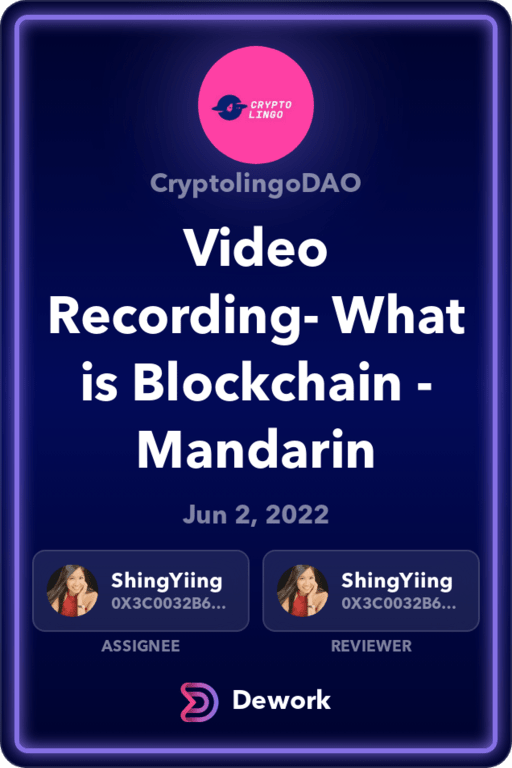 CRYPTO
LINGO
CryptolingoDAO
Video
Recording- What
is Blockchain -
Mandarin
Jun 2, 2022
ShingYiing
0X3C0032B6...
ASSIGNEE
ShingYiing
0X3C0032B6...
REVIEWER
Dework